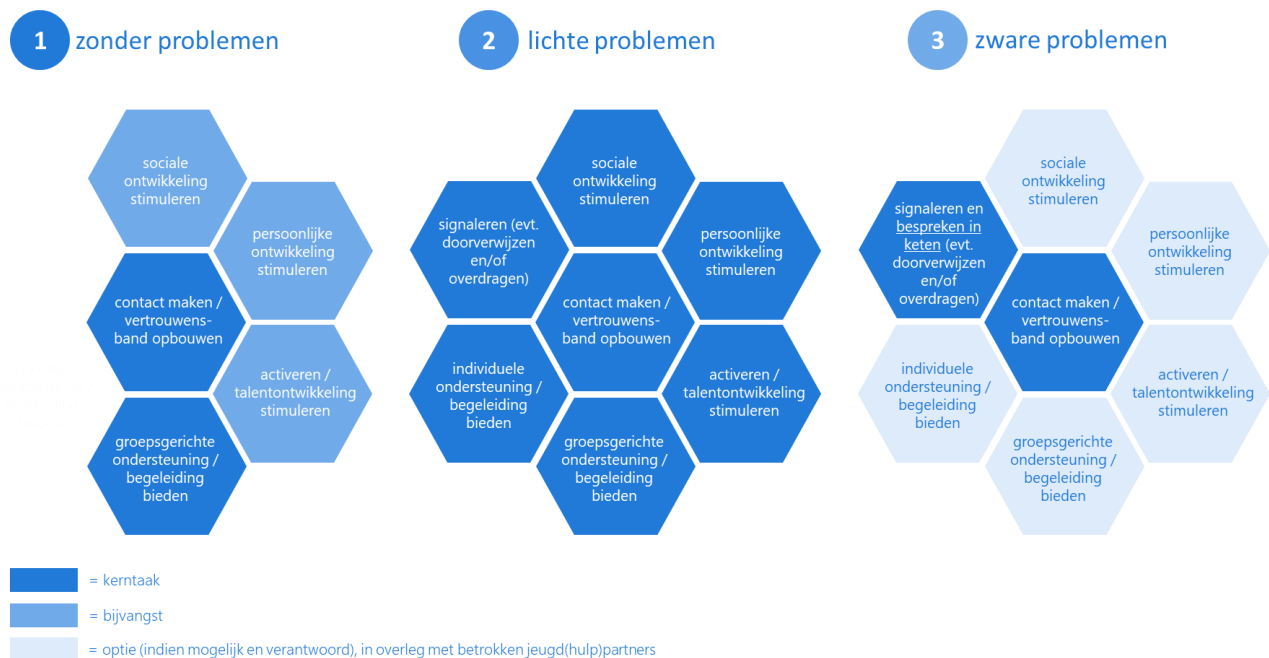 1 zonder problemen
sociale
ontwikkeling
stimuleren
persoonlijke
ontwikkeling
stimuleren
contact maken /
vertrouwens-
band opbouwen
activeren /
talentontwikkeling
stimuleren
groepsgerichte
ondersteuning /
begeleiding
bieden
2 lichte problemen
sociale
ontwikkeling
stimuleren
signaleren (evt.
doorverwijzen
en/of
overdragen)
persoonlijke
ontwikkeling
stimuleren
contact maken /
vertrouwens-
band opbouwen
individuele
ondersteuning /
begeleiding
bieden
activeren /
talentontwikkeling
stimuleren
groepsgerichte
ondersteuning /
begeleiding
bieden
3 zware problemen
sociale
ontwikkeling
stimuleren
signaleren en
bespreken in
keten (evt.
doorverwijzen
en/of
overdragen)
persoonlijke
ontwikkeling
stimuleren
contact maken /
vertrouwens-
band opbouwen
individuele
ondersteuning /
begeleiding
bieden
activeren /
talentontwikkeling
stimuleren
groepsgerichte
ondersteuning /
begeleiding
bieden
= kerntaak
= bijvangst
= optie (indien mogelijk en verantwoord), in overleg met betrokken jeugd(hulp)partners